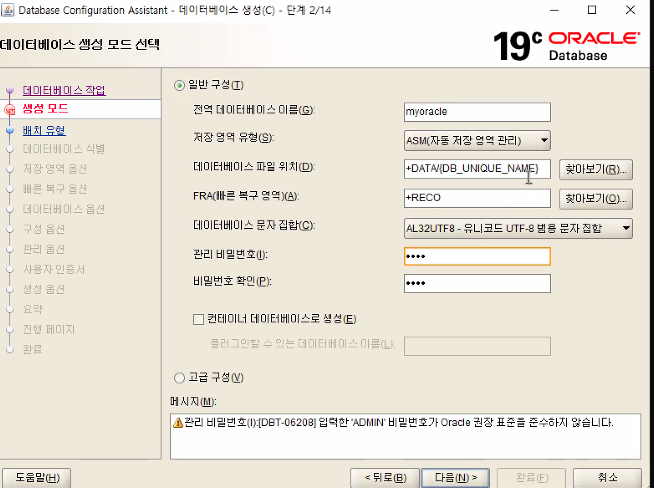 Database Configuration Assistant - 데이터베이스 생성(C) - 단계 2/14
데이터베이스 생성 모드 선택
19c ORACLE
Database
데이터베이스 작업
생성 모드
배치 유형
데이터베이스 식별
저장 영역 옵션
빠른 복구 옵션
데이터베이스 옵션
구성 옵션
관리 옵션
사용자 인증서
생성 옵션
요약
진행 페이지
완료
일반 구성(T)
전역 데이터베이스 이름(G): myoracle
저장 영역 유형(S): ASM(자동 저장 영역 관리)
데이터베이스 파일 위치(D): +DATA/{DB_UNIQUE_NAME} 찾아보기(R)...
FRA(빠른 복구 영역)(A): +RECO 찾아보기(O)...
데이터베이스 문자 집합(C): AL32UTF8 - 유니코드 UTF-8 범용 문자 집합
관리 비밀번호(I): ••••
비밀번호 확인(P): ••••
컨테이너 데이터베이스로 생성(E)
플러그인할 수 있는 데이터베이스 이름(L):
고급 구성(V)
메시지(M):
관리 비밀번호(I):[DBT-06208] 입력한 'ADMIN' 비밀번호가 Oracle 권장 표준을 준수하지 않습니다.
도움말(H) < 뒤로(B) 다음(N) > 완료(F) 취소